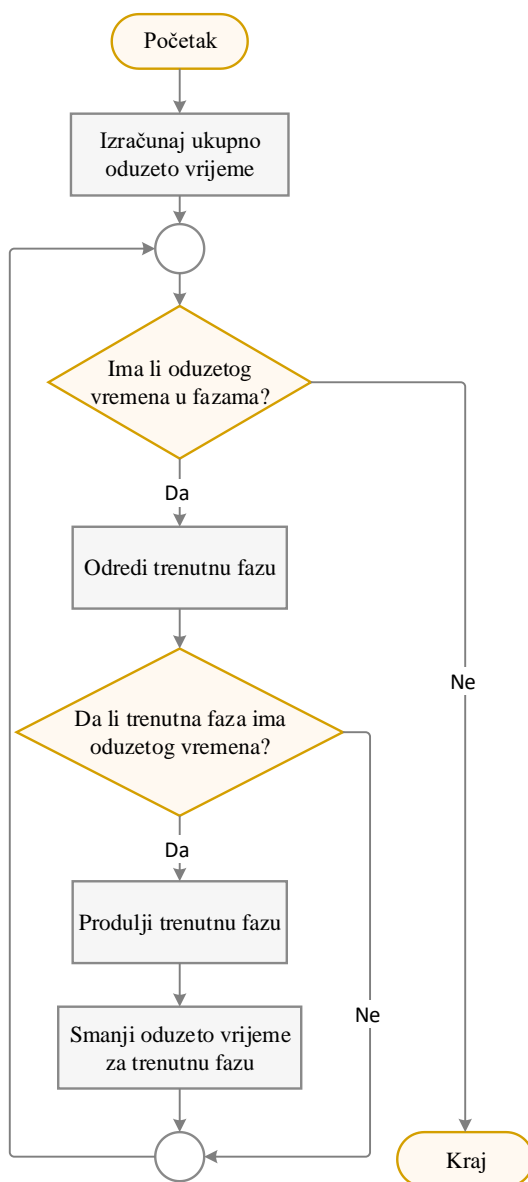 Početak
Izračunaj ukupno
oduzeto vrijeme
Ima li oduzetog
vremena u fazama?
Da
Odredi trenutnu fazu
Ne
Da li trenutna faza ima
oduzetog vremena?
Da
Produlji trenutnu fazu
Ne
Smanji oduzeto vrijeme
za trenutnu fazu
Kraj